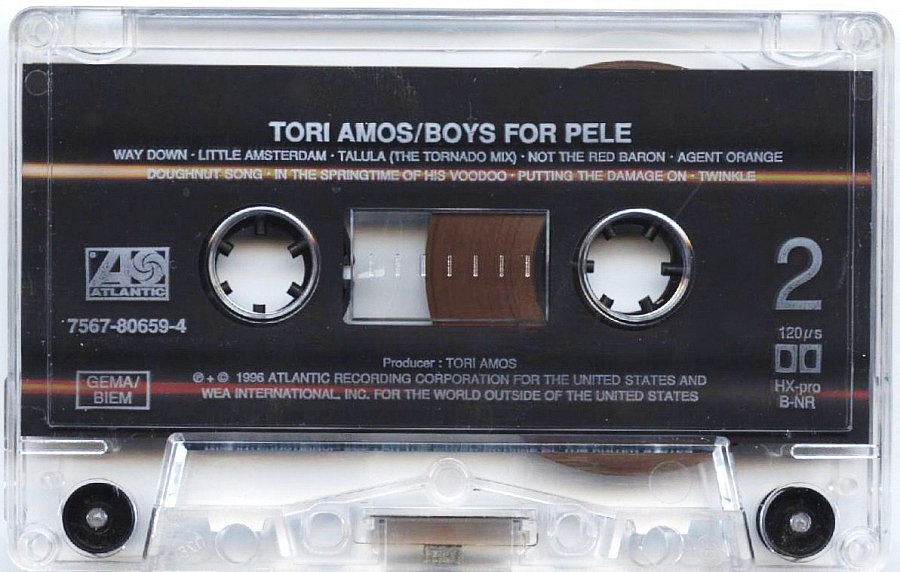 TORI AMOS/BOYS FOR PELE
WAY DOWN · LITTLE AMSTERDAM · TALULA (THE TORNADO MIX) · NOT THE RED BARON · AGENT ORANGE
DOUGHNUT SONG · IN THE SPRINGTIME OF HIS VOODOO · PUTTING THE DAMAGE ON · TWINKLE
ATLANTIC
7567-80659-4
2
120µs
HX-pro
B-NR
GEMA/
BIEM
Producer : TORI AMOS
℗ + © 1996 ATLANTIC RECORDING CORPORATION FOR THE UNITED STATES AND
WEA INTERNATIONAL INC. FOR THE WORLD OUTSIDE OF THE UNITED STATES